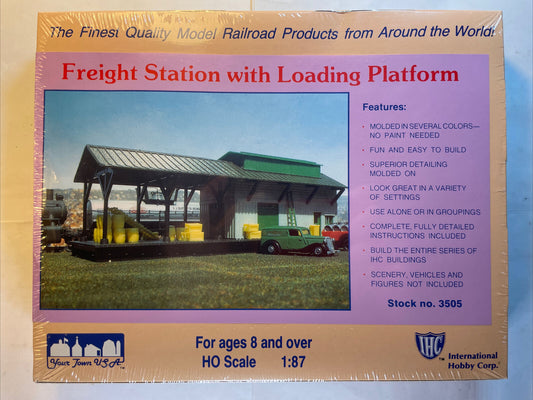 The Finest Quality Model Railroad Products from Around the World!
Freight Station with Loading Platform
Features:
· MOLDED IN SEVERAL COLORS—
NO PAINT NEEDED
· FUN AND EASY TO BUILD
· SUPERIOR DETAILING
MOLDED ON
· LOOK GREAT IN A VARIETY
OF SETTINGS
· USE ALONE OR IN GROUPINGS
· COMPLETE, FULLY DETAILED
INSTRUCTIONS INCLUDED
· BUILD THE ENTIRE SERIES OF
IHC BUILDINGS
· SCENERY, VEHICLES AND
FIGURES NOT INCLUDED
Stock no. 3505
Your Town U.S.A.
TM
For ages 8 and over
HO Scale 1:87
IHC
TM
International
Hobby Corp.